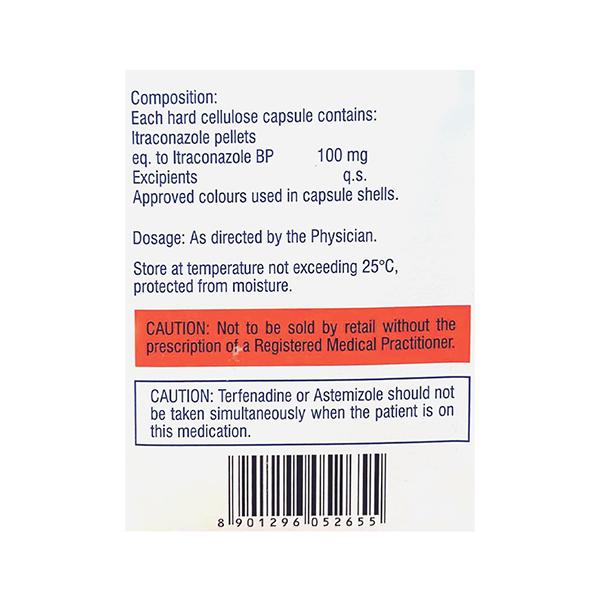 Composition:
Each hard cellulose capsule contains:
Itraconazole pellets
eq. to Itraconazole BP 100 mg
Excipients q.s.
Approved colours used in capsule shells.
Dosage: As directed by the Physician.
Store at temperature not exceeding 25°C,
protected from moisture.
CAUTION: Not to be sold by retail without the
prescription of a Registered Medical Practitioner.
CAUTION: Terfenadine or Astemizole should not
be taken simultaneously when the patient is on
this medication.
8 901296 052655